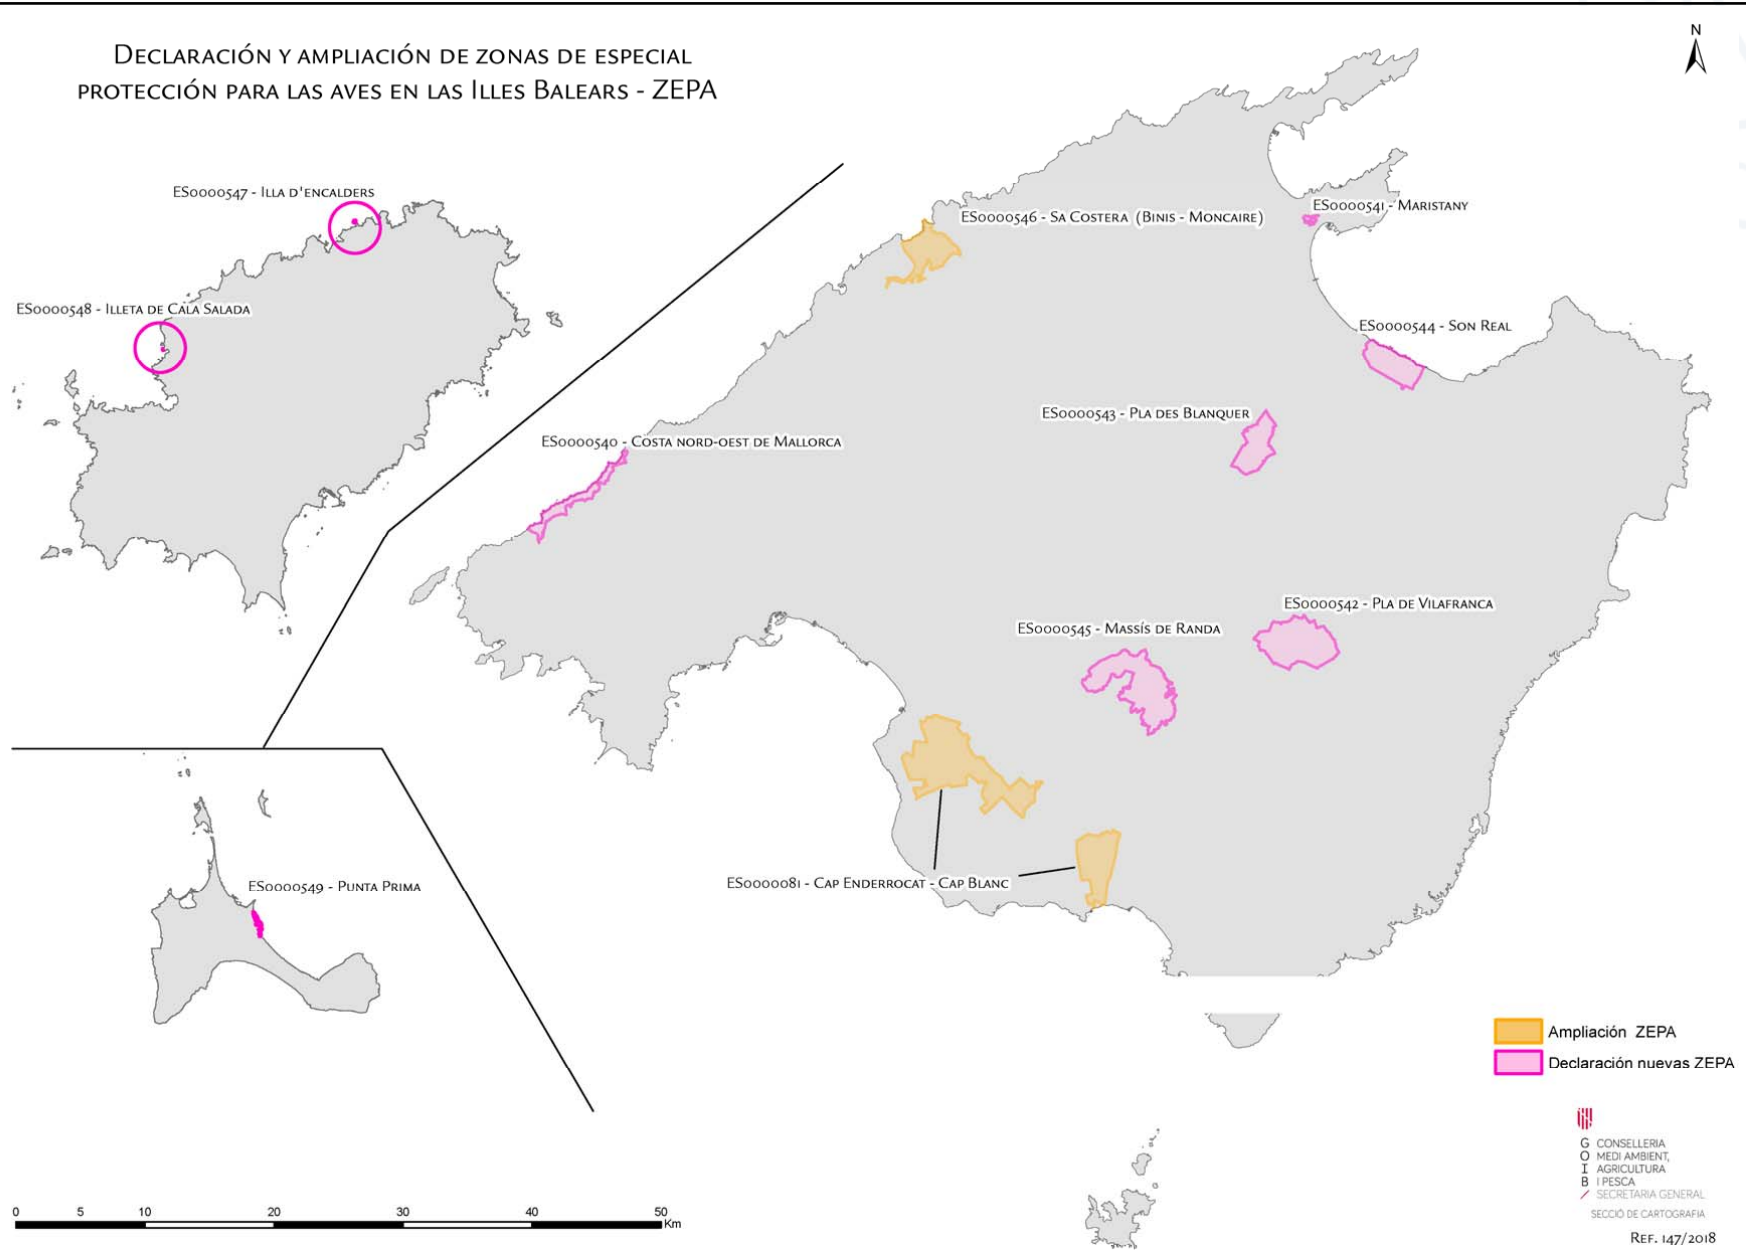 DECLARACIÓN Y AMPLIACIÓN DE ZONAS DE ESPECIAL
PROTECCIÓN PARA LAS AVES EN LAS ILLES BALEARS - ZEPA
N
ES0000547 - ILLA D'ENCALDERS
ES0000548 - ILLETA DE CALA SALADA
ES0000546 - SA COSTERA (BINIS - MONCAIRE)
ES0000541 - MARISTANY
ES0000544 - SON REAL
ES0000543 - PLA DES BLANQUER
ES0000540 - COSTA NORD-OEST DE MALLORCA
ES0000542 - PLA DE VILAFRANCA
ES0000545 - MASSÍS DE RANDA
ES0000081 - CAP ENDERROCAT - CAP BLANC
ES0000549 - PUNTA PRIMA
Ampliación ZEPA
Declaración nuevas ZEPA
G CONSELLERIA
O MEDI AMBIENT,
I AGRICULTURA
B I PESCA
/ SECRETARIA GENERAL
SECCIÓ DE CARTOGRAFIA
REF. 147/2018
0 5 10 20 30 40 50
Km